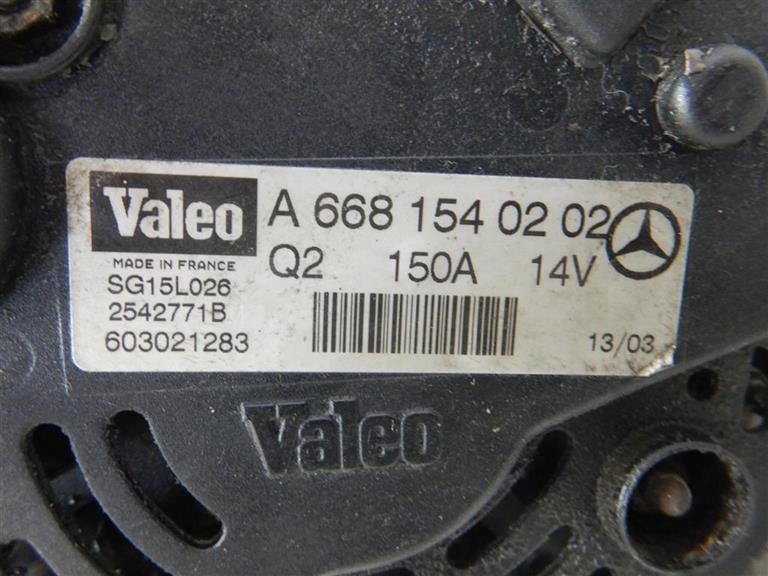 Valeo
A 668 154 02 02
MADE IN FRANCE
Q2 150A 14V
SG15L026
2542771B
603021283
13/03
Valeo